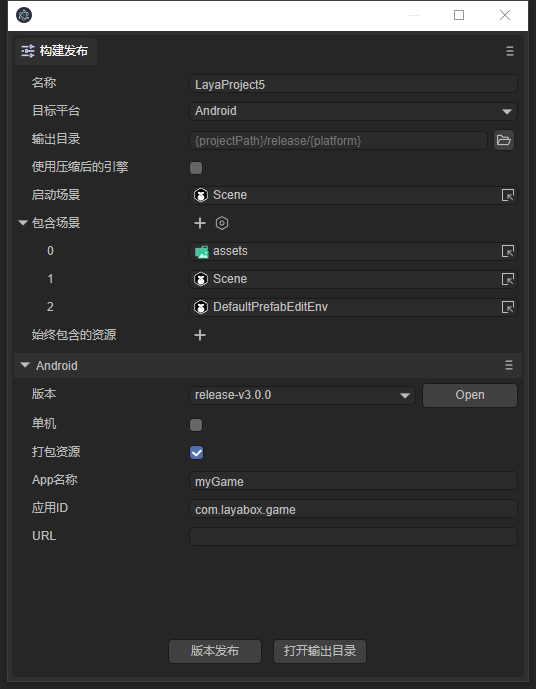 构建发布
名称 LayaProject5
目标平台 Android
输出目录 {projectPath}/release/{platform}
使用压缩后的引擎
启动场景 Scene
包含场景
0 assets
1 Scene
2 DefaultPrefabEditEnv
始终包含的资源
Android
版本 release-v3.0.0 Open
单机
打包资源
App名称 myGame
应用ID com.layabox.game
URL
版本发布 打开输出目录